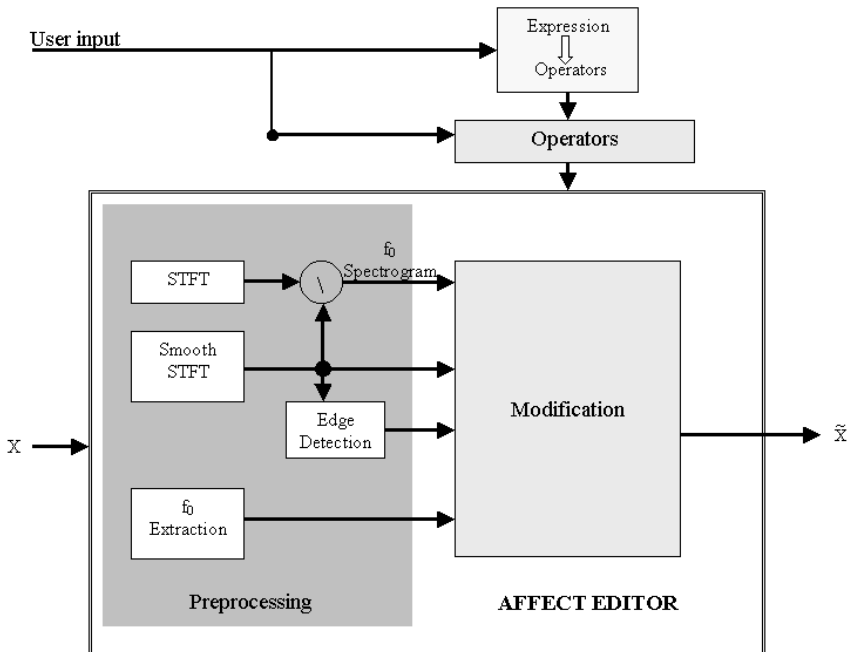 User input
Expression
Operators
Operators
f₀
Spectrogram
STFT
\
Smooth
STFT
Edge
Detection
Modification
X
x̃
f₀
Extraction
Preprocessing
AFFECT EDITOR